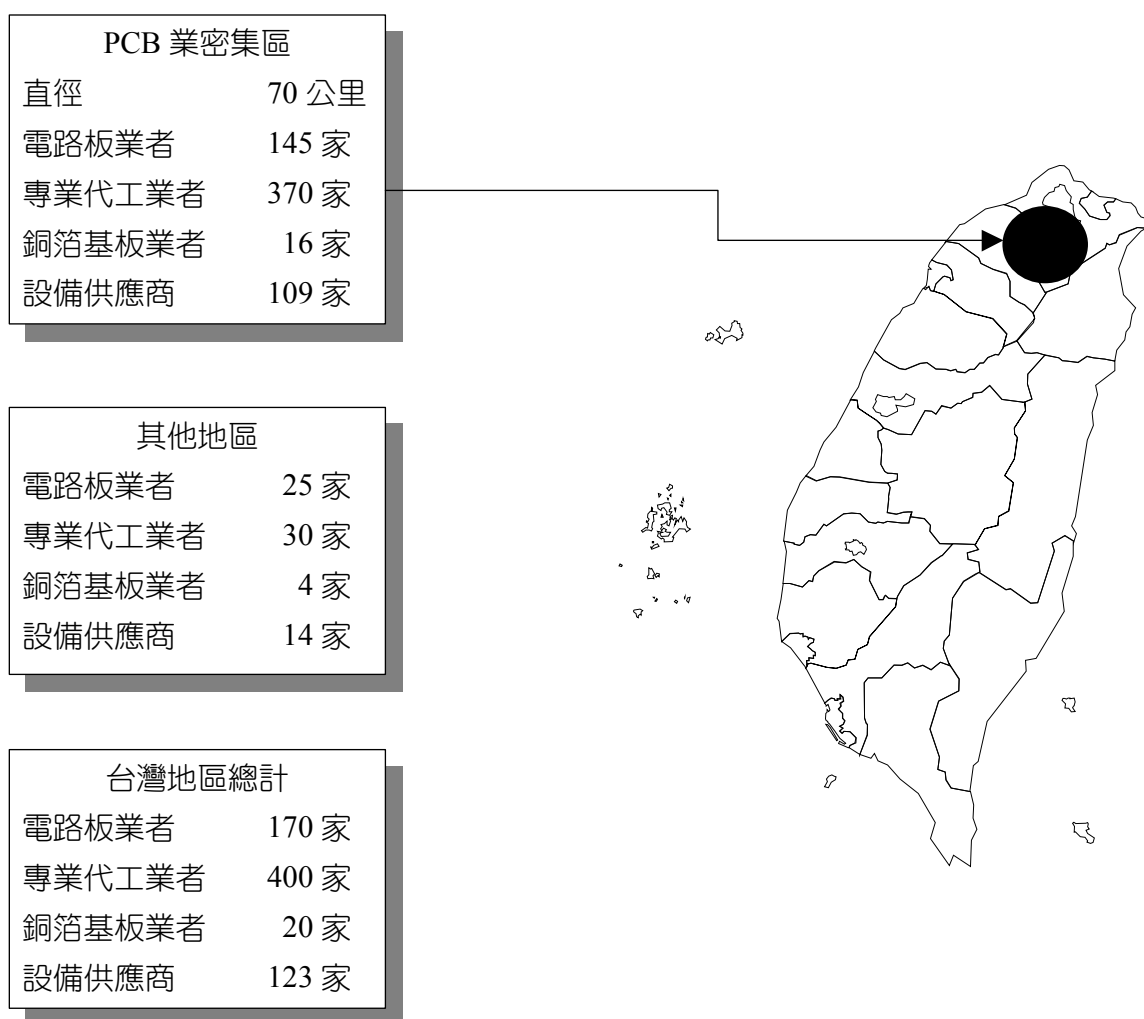 PCB 業密集區
直徑 70 公里
電路板業者 145 家
專業代工業者 370 家
銅箔基板業者 16 家
設備供應商 109 家
其他地區
電路板業者 25 家
專業代工業者 30 家
銅箔基板業者 4 家
設備供應商 14 家
台灣地區總計
電路板業者 170 家
專業代工業者 400 家
銅箔基板業者 20 家
設備供應商 123 家